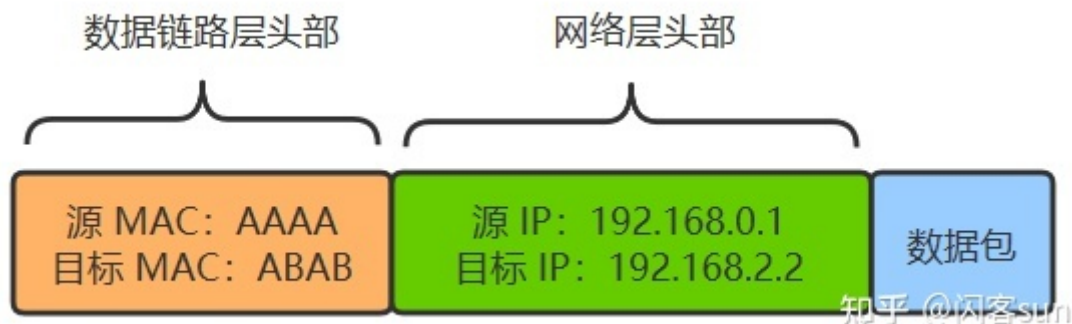 数据链路层头部
网络层头部
源 MAC：AAAA
目标 MAC：ABAB
源 IP：192.168.0.1
目标 IP：192.168.2.2
数据包
知乎 @闪客sun